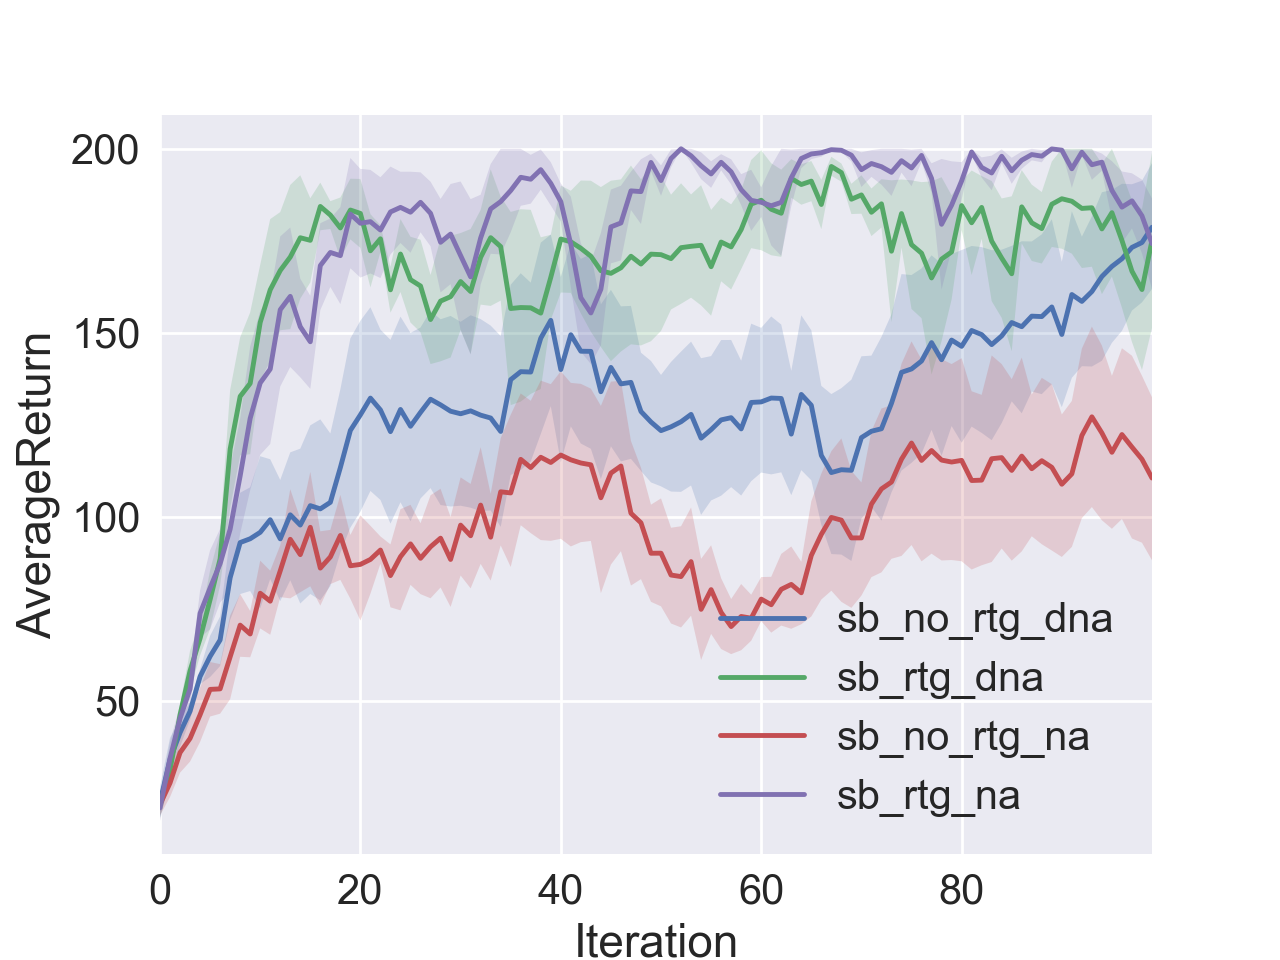 200
150
100
50
AverageReturn
sb_no_rtg_dna
sb_rtg_dna
sb_no_rtg_na
sb_rtg_na
0 20 40 60 80
Iteration